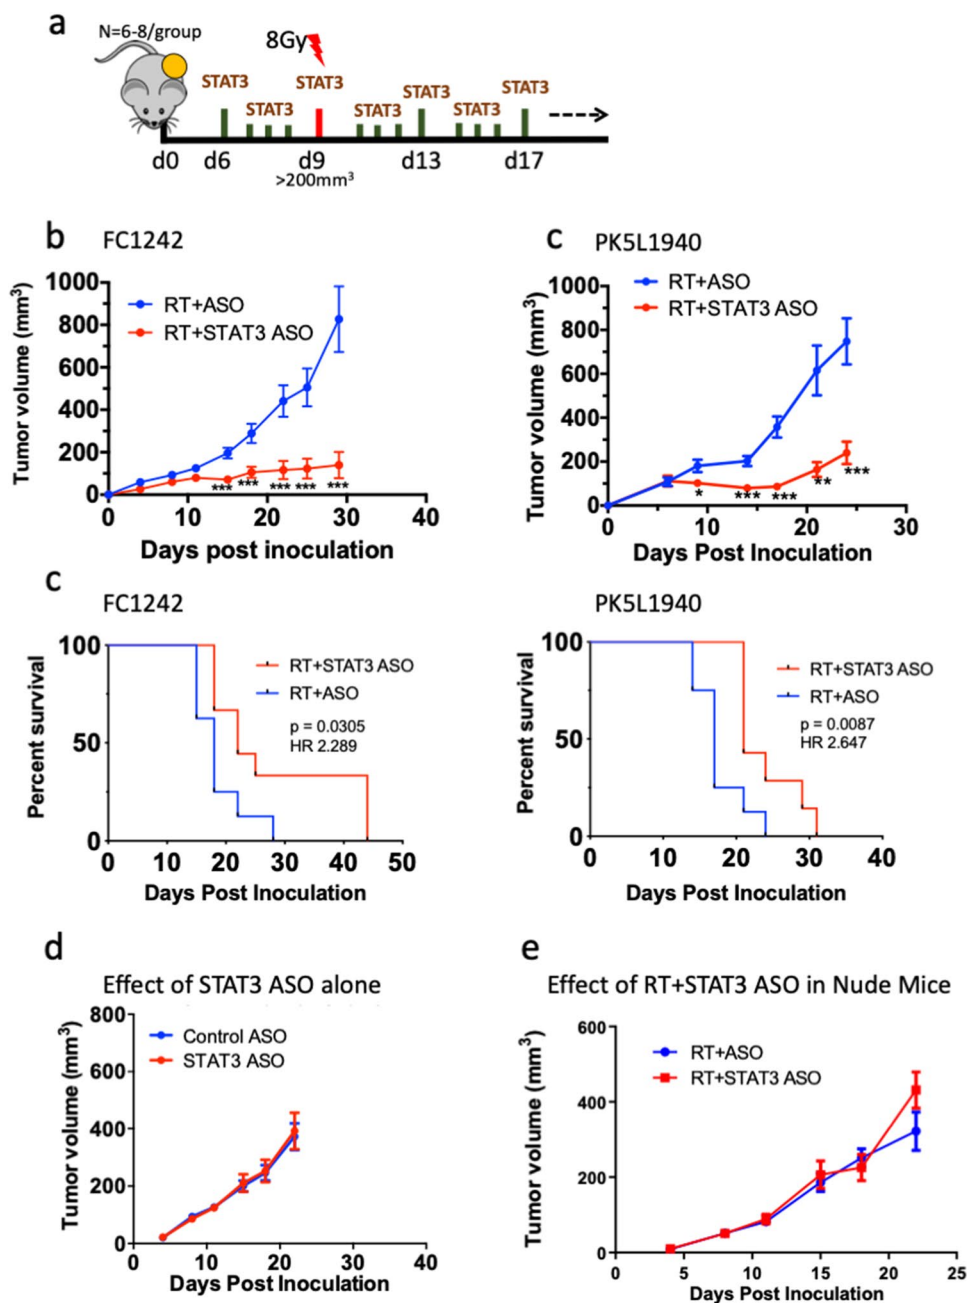 a
N=6-8/group
8Gy
STAT3
STAT3
STAT3
STAT3
STAT3
STAT3
STAT3
d0
d6
d9
d13
d17
>200mm³
b
FC1242
Tumor volume (mm³)
1000
800
600
400
200
0
RT+ASO
RT+STAT3 ASO
***
***
***
***
***
0
10
20
30
40
Days post inoculation
c
PK5L1940
Tumor volume (mm³)
1000
800
600
400
200
0
RT+ASO
RT+STAT3 ASO
*
***
***
**
***
0
10
20
30
Days Post Inoculation
c
FC1242
Percent survival
100
50
0
RT+STAT3 ASO
RT+ASO
p = 0.0305
HR 2.289
0
10
20
30
40
50
Days Post Inoculation
PK5L1940
Percent survival
100
50
0
RT+STAT3 ASO
RT+ASO
p = 0.0087
HR 2.647
0
10
20
30
40
Days Post Inoculation
d
Effect of STAT3 ASO alone
Tumor volume (mm³)
800
600
400
200
0
Control ASO
STAT3 ASO
0
10
20
30
40
Days Post Inoculation
e
Effect of RT+STAT3 ASO in Nude Mice
Tumor volume (mm³)
600
400
200
0
RT+ASO
RT+STAT3 ASO
0
5
10
15
20
25
Days Post Inoculation